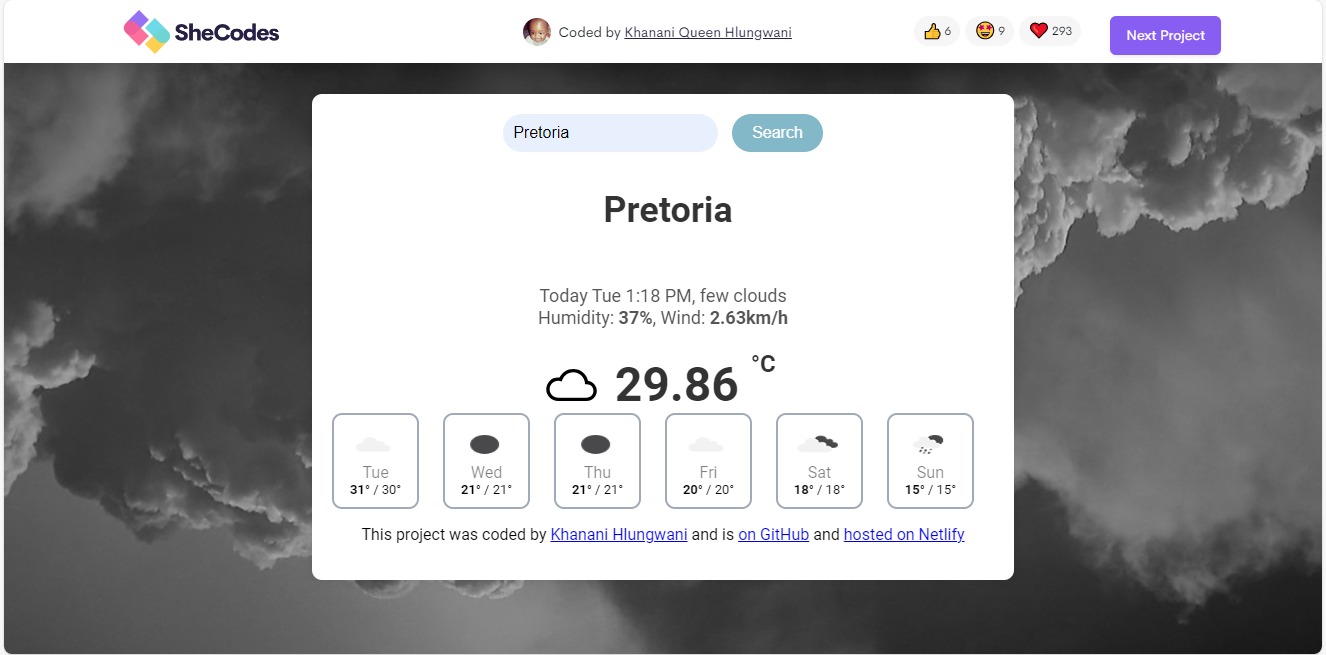 SheCodes
Coded by Khanani Queen Hlungwani
6
9
293
Next Project
Pretoria
Search
Pretoria
Today Tue 1:18 PM, few clouds
Humidity: 37%, Wind: 2.63km/h
29.86 °C
Tue
31° / 30°
Wed
21° / 21°
Thu
21° / 21°
Fri
20° / 20°
Sat
18° / 18°
Sun
15° / 15°
This project was coded by Khanani Hlungwani and is on GitHub and hosted on Netlify